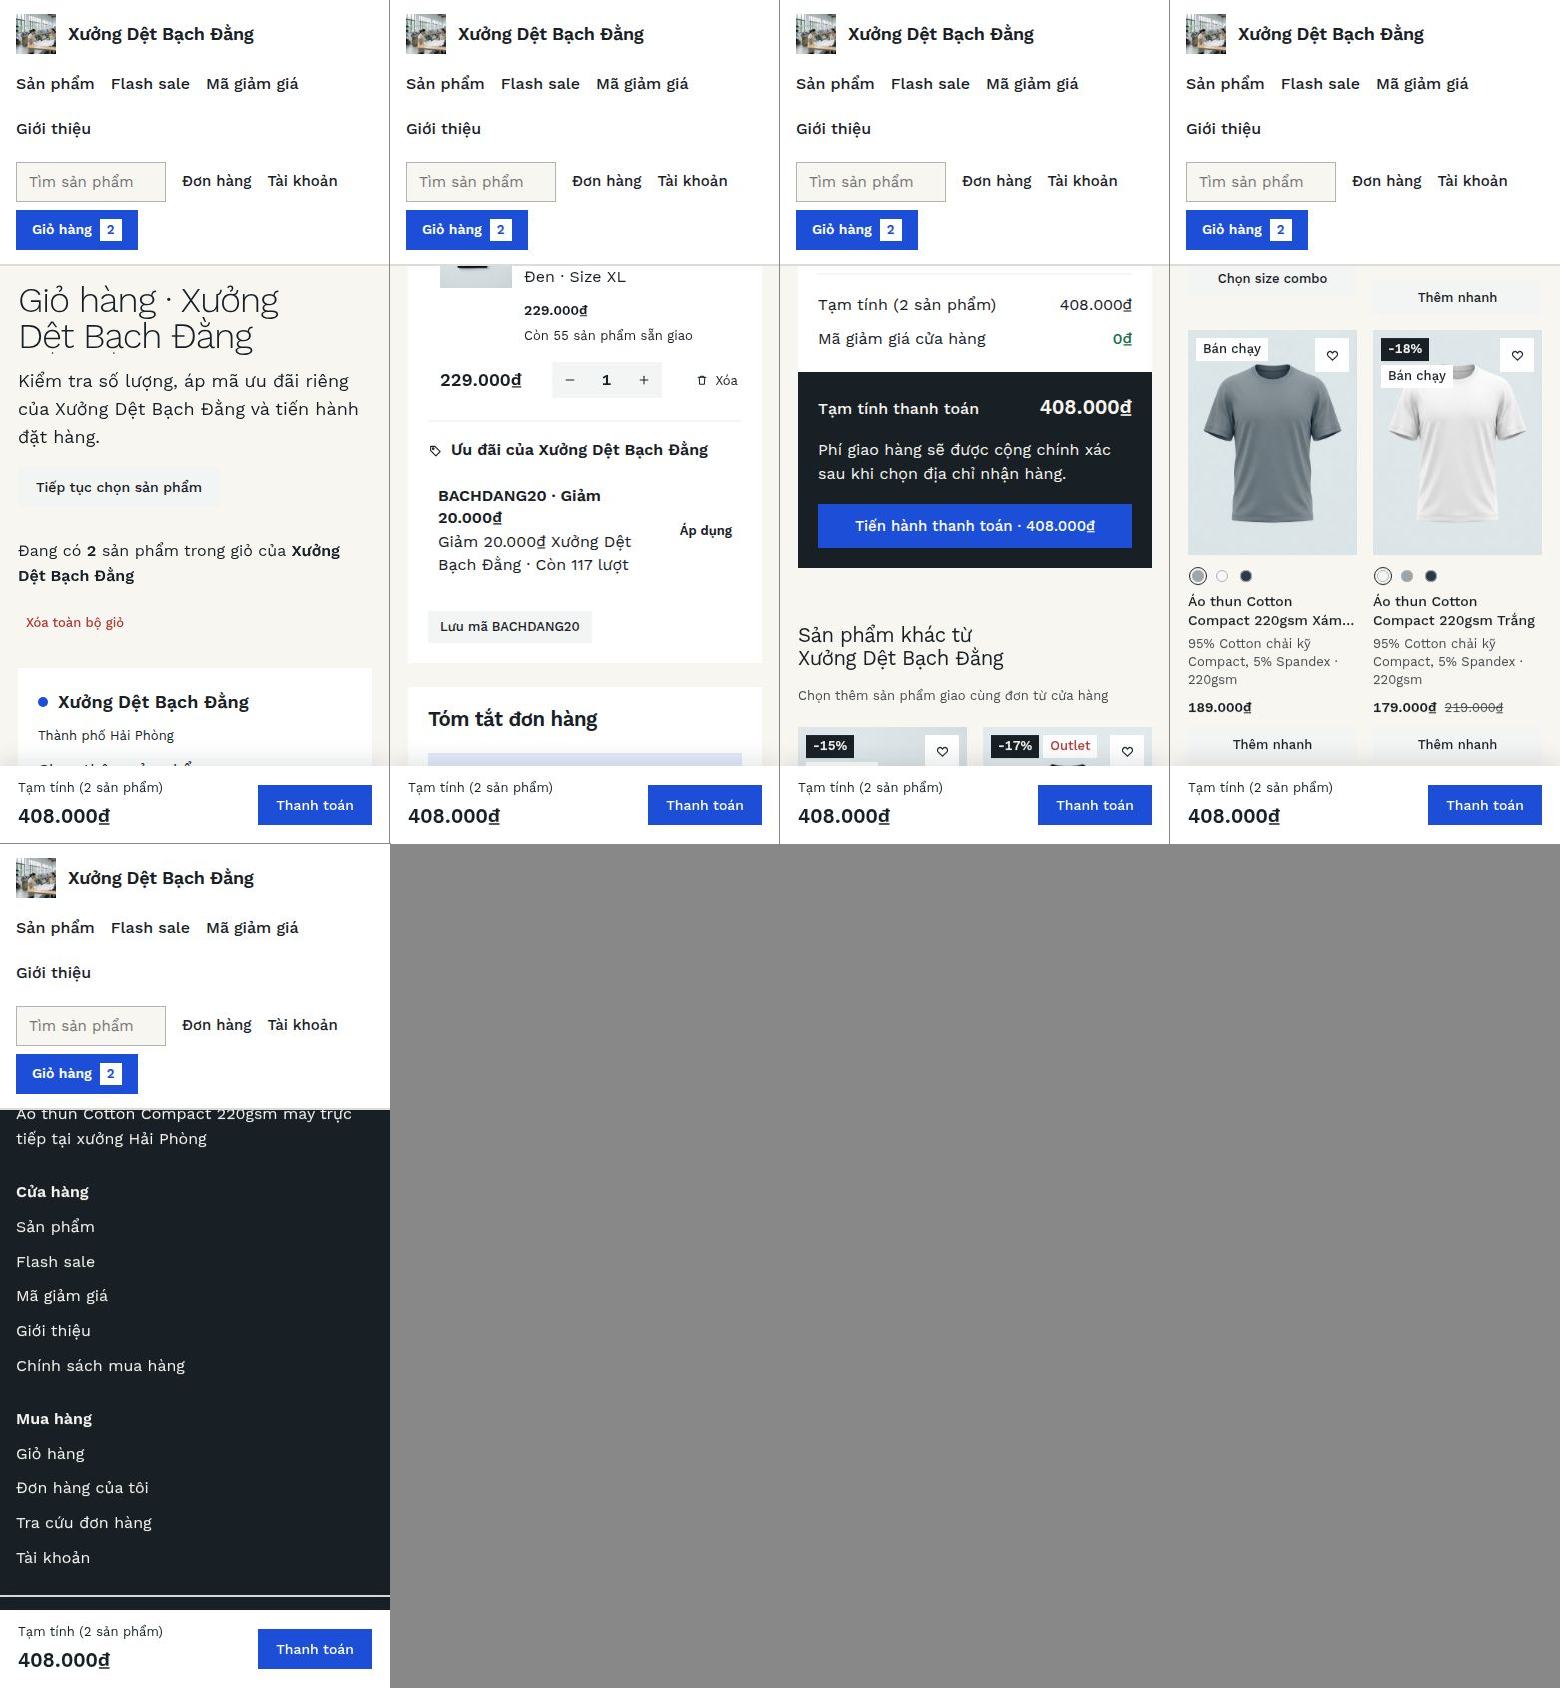 Xưởng Dệt Bạch Đằng
Sản phẩm Flash sale Mã giảm giá
Giới thiệu
Tìm sản phẩm Đơn hàng Tài khoản
Giỏ hàng 2
Giỏ hàng · Xưởng
Dệt Bạch Đằng
Kiểm tra số lượng, áp mã ưu đãi riêng
của Xưởng Dệt Bạch Đằng và tiến hành
đặt hàng.
Tiếp tục chọn sản phẩm
Đang có 2 sản phẩm trong giỏ của Xưởng
Dệt Bạch Đằng
Xóa toàn bộ giỏ
Xưởng Dệt Bạch Đằng
Thành phố Hải Phòng
Tạm tính (2 sản phẩm)
408.000₫
Thanh toán
Xưởng Dệt Bạch Đằng
Sản phẩm Flash sale Mã giảm giá
Giới thiệu
Tìm sản phẩm Đơn hàng Tài khoản
Giỏ hàng 2
Đen · Size XL
229.000₫
Còn 55 sản phẩm sẵn giao
229.000₫ − 1 + Xóa
Ưu đãi của Xưởng Dệt Bạch Đằng
BACHDANG20 · Giảm
20.000₫
Giảm 20.000₫ Xưởng Dệt
Bạch Đằng · Còn 117 lượt
Áp dụng
Lưu mã BACHDANG20
Tóm tắt đơn hàng
Tạm tính (2 sản phẩm)
408.000₫
Thanh toán
Xưởng Dệt Bạch Đằng
Sản phẩm Flash sale Mã giảm giá
Giới thiệu
Tìm sản phẩm Đơn hàng Tài khoản
Giỏ hàng 2
Tạm tính (2 sản phẩm) 408.000₫
Mã giảm giá cửa hàng 0₫
Tạm tính thanh toán 408.000₫
Phí giao hàng sẽ được cộng chính xác
sau khi chọn địa chỉ nhận hàng.
Tiến hành thanh toán · 408.000₫
Sản phẩm khác từ
Xưởng Dệt Bạch Đằng
Chọn thêm sản phẩm giao cùng đơn từ cửa hàng
-15% -17% Outlet
Tạm tính (2 sản phẩm)
408.000₫
Thanh toán
Xưởng Dệt Bạch Đằng
Sản phẩm Flash sale Mã giảm giá
Giới thiệu
Tìm sản phẩm Đơn hàng Tài khoản
Giỏ hàng 2
Chọn size combo
Thêm nhanh
Bán chạy
Áo thun Cotton
Compact 220gsm Xám...
95% Cotton chải kỹ
Compact, 5% Spandex ·
220gsm
189.000₫
Thêm nhanh
-18%
Bán chạy
Áo thun Cotton
Compact 220gsm Trắng
95% Cotton chải kỹ
Compact, 5% Spandex ·
220gsm
179.000₫ 219.000₫
Thêm nhanh
Tạm tính (2 sản phẩm)
408.000₫
Thanh toán
Xưởng Dệt Bạch Đằng
Sản phẩm Flash sale Mã giảm giá
Giới thiệu
Tìm sản phẩm Đơn hàng Tài khoản
Giỏ hàng 2
Áo thun Cotton Compact 220gsm may trực
tiếp tại xưởng Hải Phòng
Cửa hàng
Sản phẩm
Flash sale
Mã giảm giá
Giới thiệu
Chính sách mua hàng
Mua hàng
Giỏ hàng
Đơn hàng của tôi
Tra cứu đơn hàng
Tài khoản
Tạm tính (2 sản phẩm)
408.000₫
Thanh toán